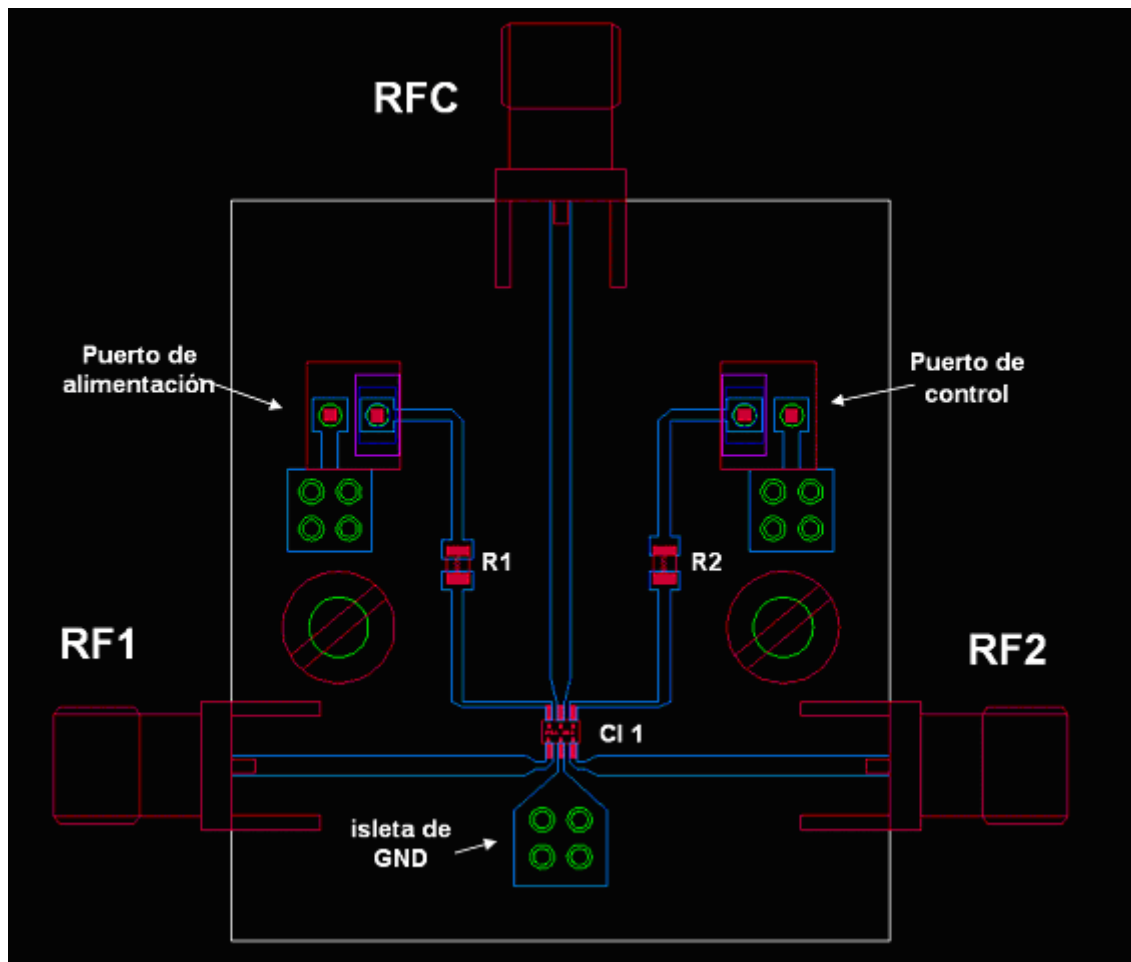 RFC
Puerto de
alimentación
Puerto de
control
R1
R2
RF1
RF2
CI 1
isleta de
GND